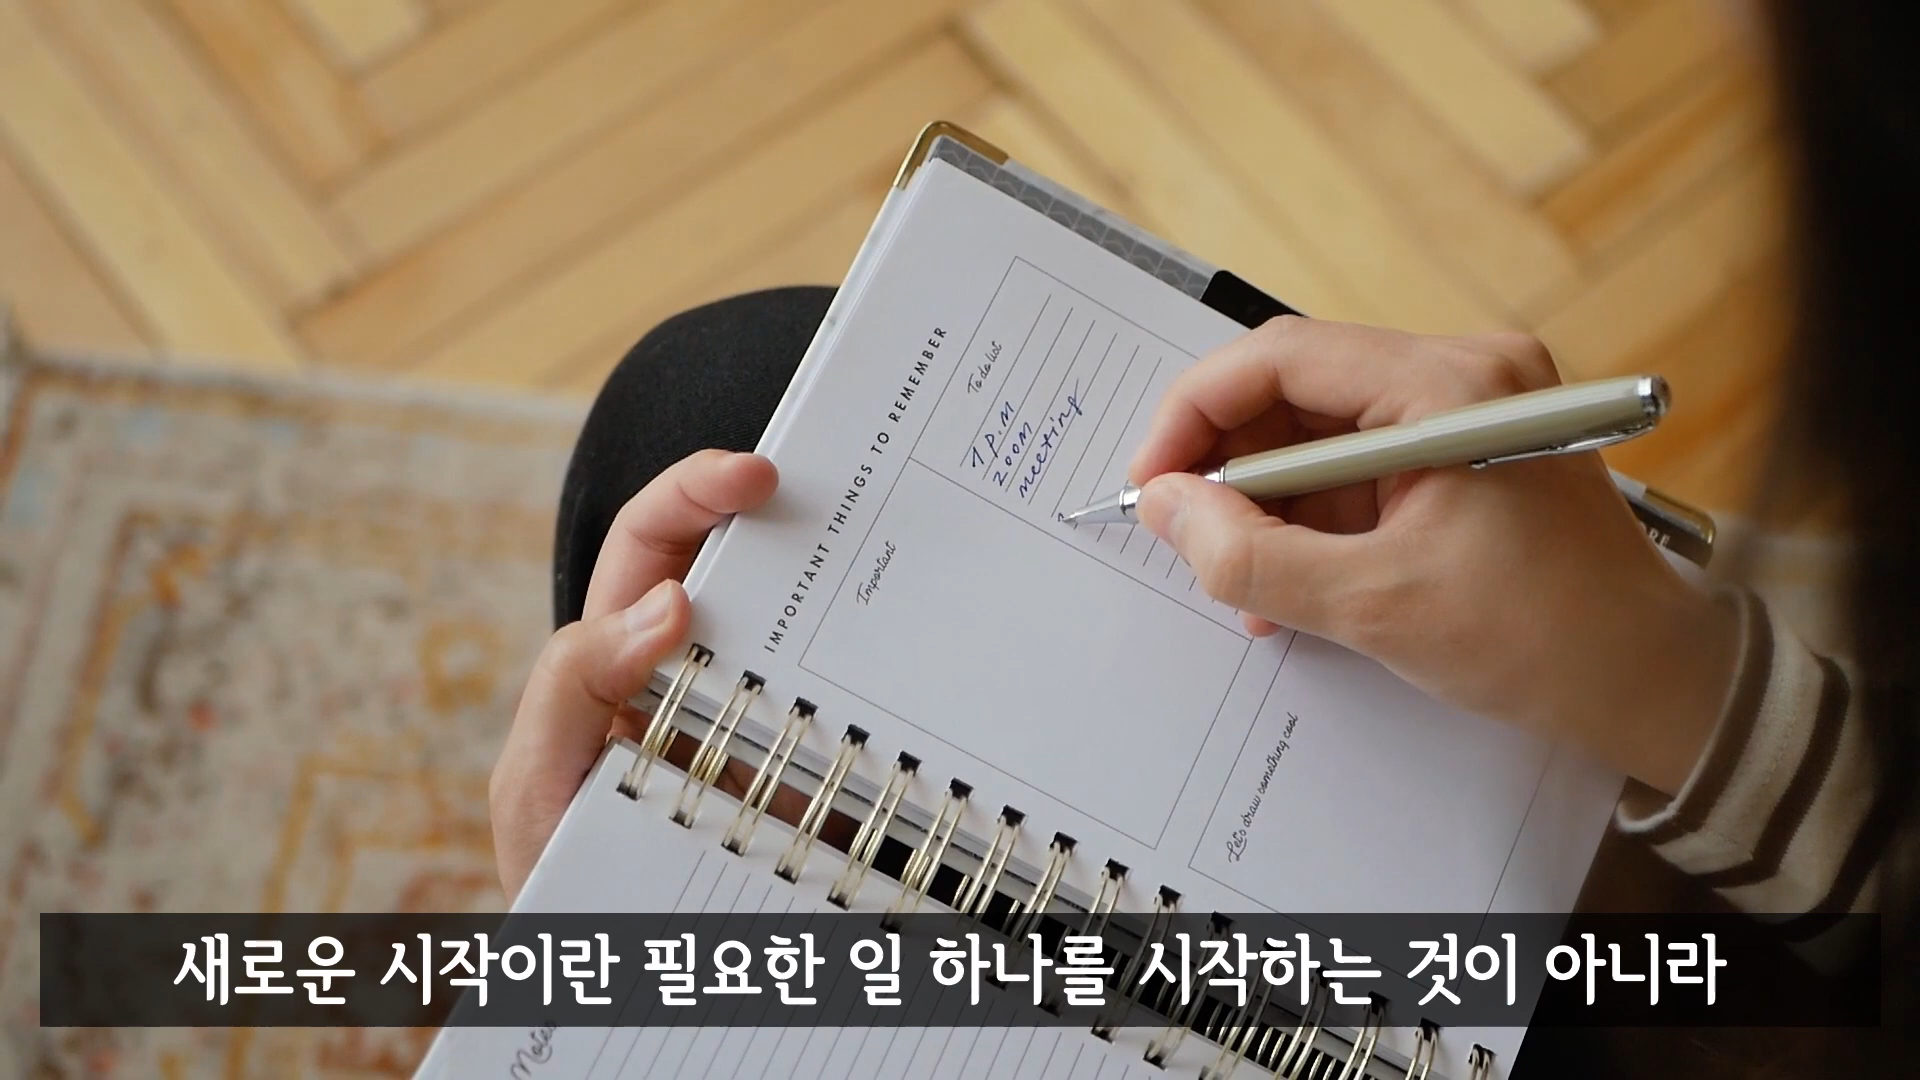 IMPORTANT THINGS TO REMEMBER
To do list
1 P.M
ZOOM
meeting
Important
Let's draw something cool
Notes
새로운 시작이란 필요한 일 하나를 시작하는 것이 아니라